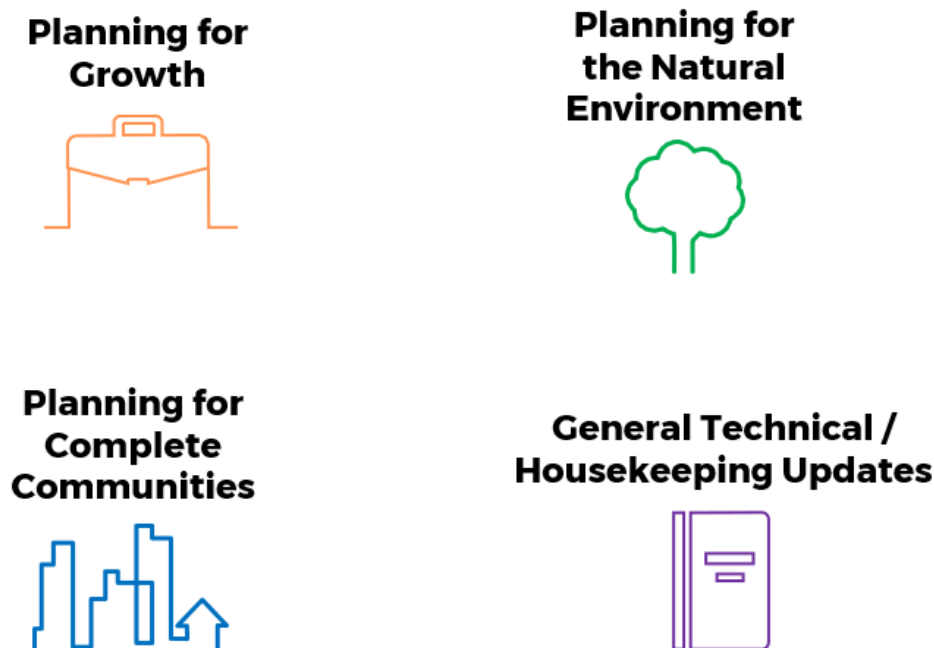 Planning for
Growth
Planning for
the Natural
Environment
Planning for
Complete
Communities
General Technical /
Housekeeping Updates